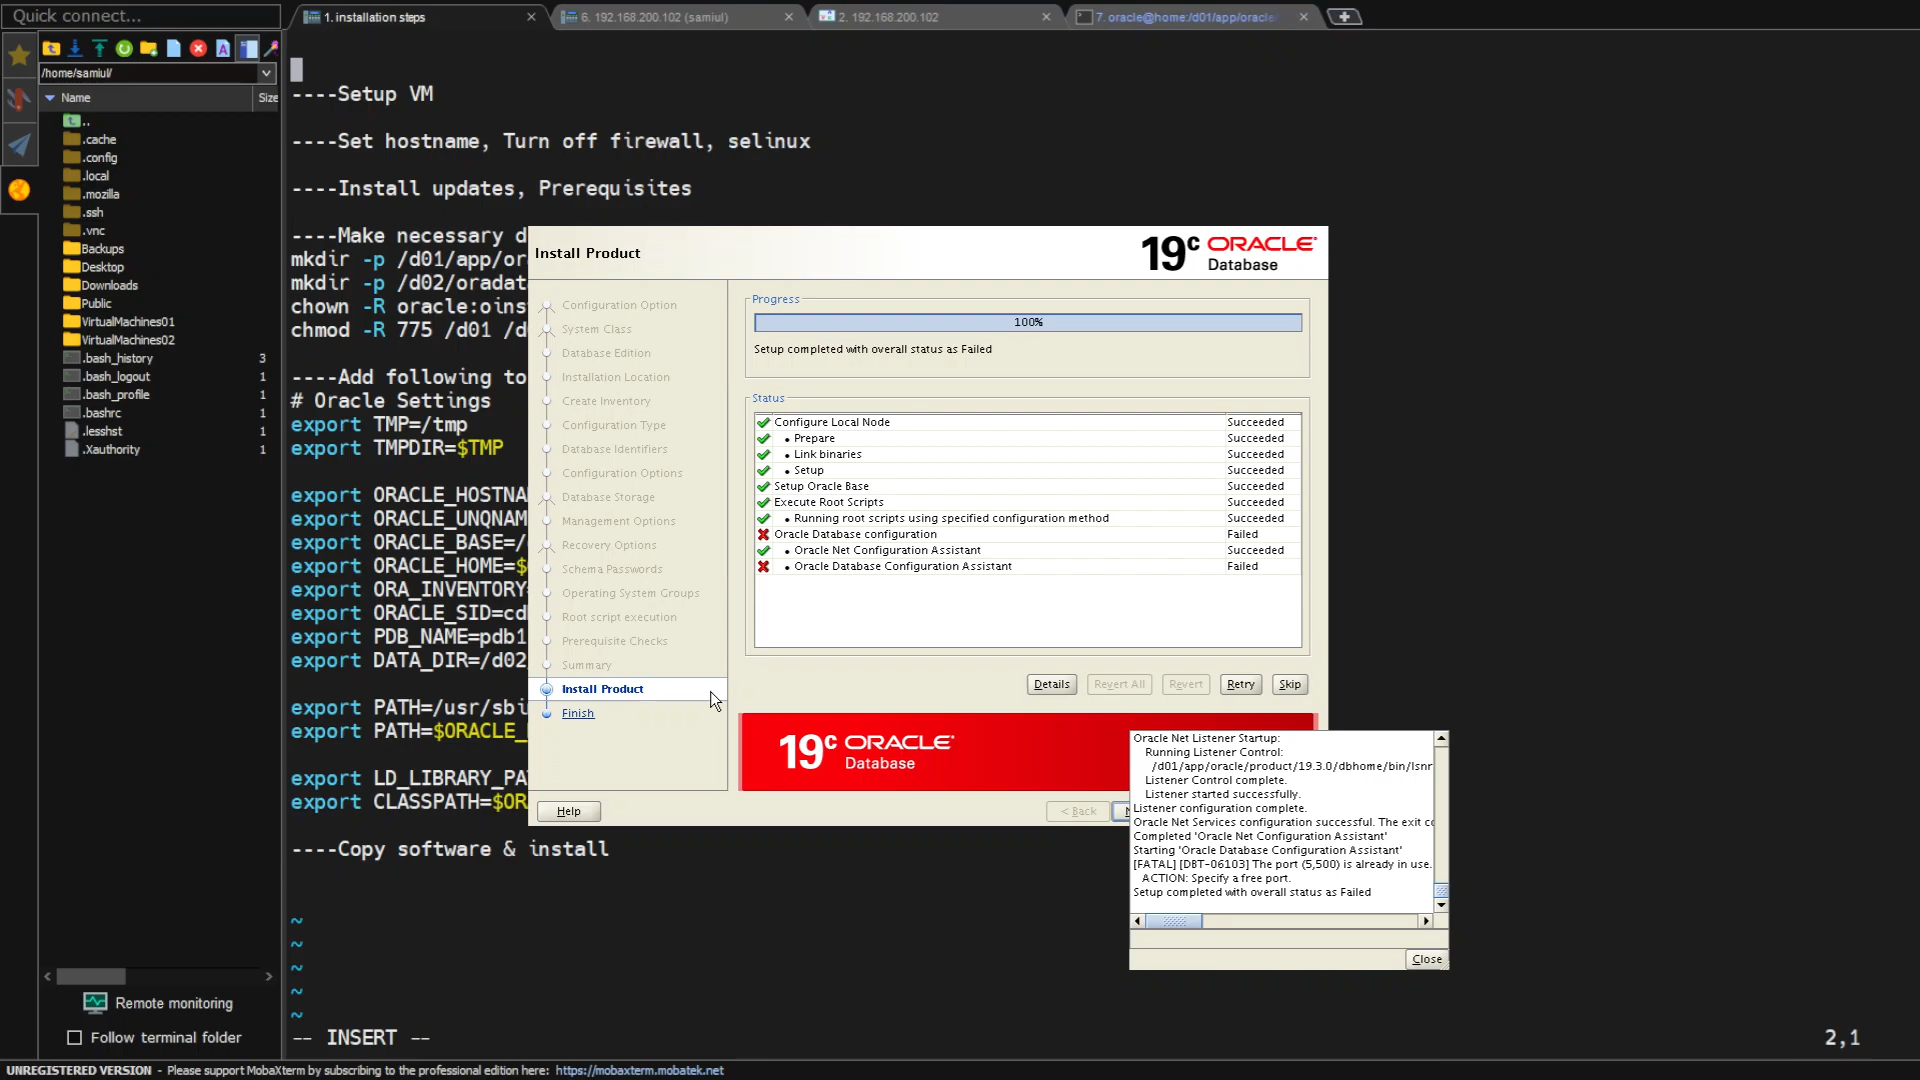 Quick connect...
1. installation steps
6. 192.168.200.102 (samiul)
2. 192.168.200.102
7. oracle@home:/d01/app/oracle
/home/samiul/
Name
Size
..
.cache
.config
.local
.mozilla
.ssh
.vnc
Backups
Desktop
Downloads
Public
VirtualMachines01
VirtualMachines02
.bash_history 3
.bash_logout 1
.bash_profile 1
.bashrc 1
.lesshst 1
.Xauthority 1
Remote monitoring
Follow terminal folder
----Setup VM
----Set hostname, Turn off firewall, selinux
----Install updates, Prerequisites
----Make necessary d
mkdir -p /d01/app/or
mkdir -p /d02/oradat
chown -R oracle:oins
chmod -R 775 /d01 /d
----Add following to
# Oracle Settings
export TMP=/tmp
export TMPDIR=$TMP
export ORACLE_HOSTNA
export ORACLE_UNQNAM
export ORACLE_BASE=/
export ORACLE_HOME=$
export ORA_INVENTORY
export ORACLE_SID=cd
export PDB_NAME=pdb1
export DATA_DIR=/d02
export PATH=/usr/sbi
export PATH=$ORACLE_
export LD_LIBRARY_PA
export CLASSPATH=$OR
----Copy software & install
~
~
~
~
~
-- INSERT --
2,1
Install Product
19c ORACLE
Database
Configuration Option
System Class
Database Edition
Installation Location
Create Inventory
Configuration Type
Database Identifiers
Configuration Options
Database Storage
Management Options
Recovery Options
Schema Passwords
Operating System Groups
Root script execution
Prerequisite Checks
Summary
Install Product
Finish
Progress
100%
Setup completed with overall status as Failed
Status
Configure Local Node Succeeded
• Prepare Succeeded
• Link binaries Succeeded
• Setup Succeeded
Setup Oracle Base Succeeded
Execute Root Scripts Succeeded
• Running root scripts using specified configuration method Succeeded
Oracle Database configuration Failed
• Oracle Net Configuration Assistant Succeeded
• Oracle Database Configuration Assistant Failed
Details
Revert All
Revert
Retry
Skip
19c ORACLE
Database
Help
< Back
Oracle Net Listener Startup:
Running Listener Control:
/d01/app/oracle/product/19.3.0/dbhome/bin/lsnr
Listener Control complete.
Listener started successfully.
Listener configuration complete.
Oracle Net Services configuration successful. The exit c
Completed 'Oracle Net Configuration Assistant'
Starting 'Oracle Database Configuration Assistant'
[FATAL] [DBT-06103] The port (5,500) is already in use.
ACTION: Specify a free port.
Setup completed with overall status as Failed
Close
UNREGISTERED VERSION - Please support MobaXterm by subscribing to the professional edition here: https://mobaxterm.mobatek.net